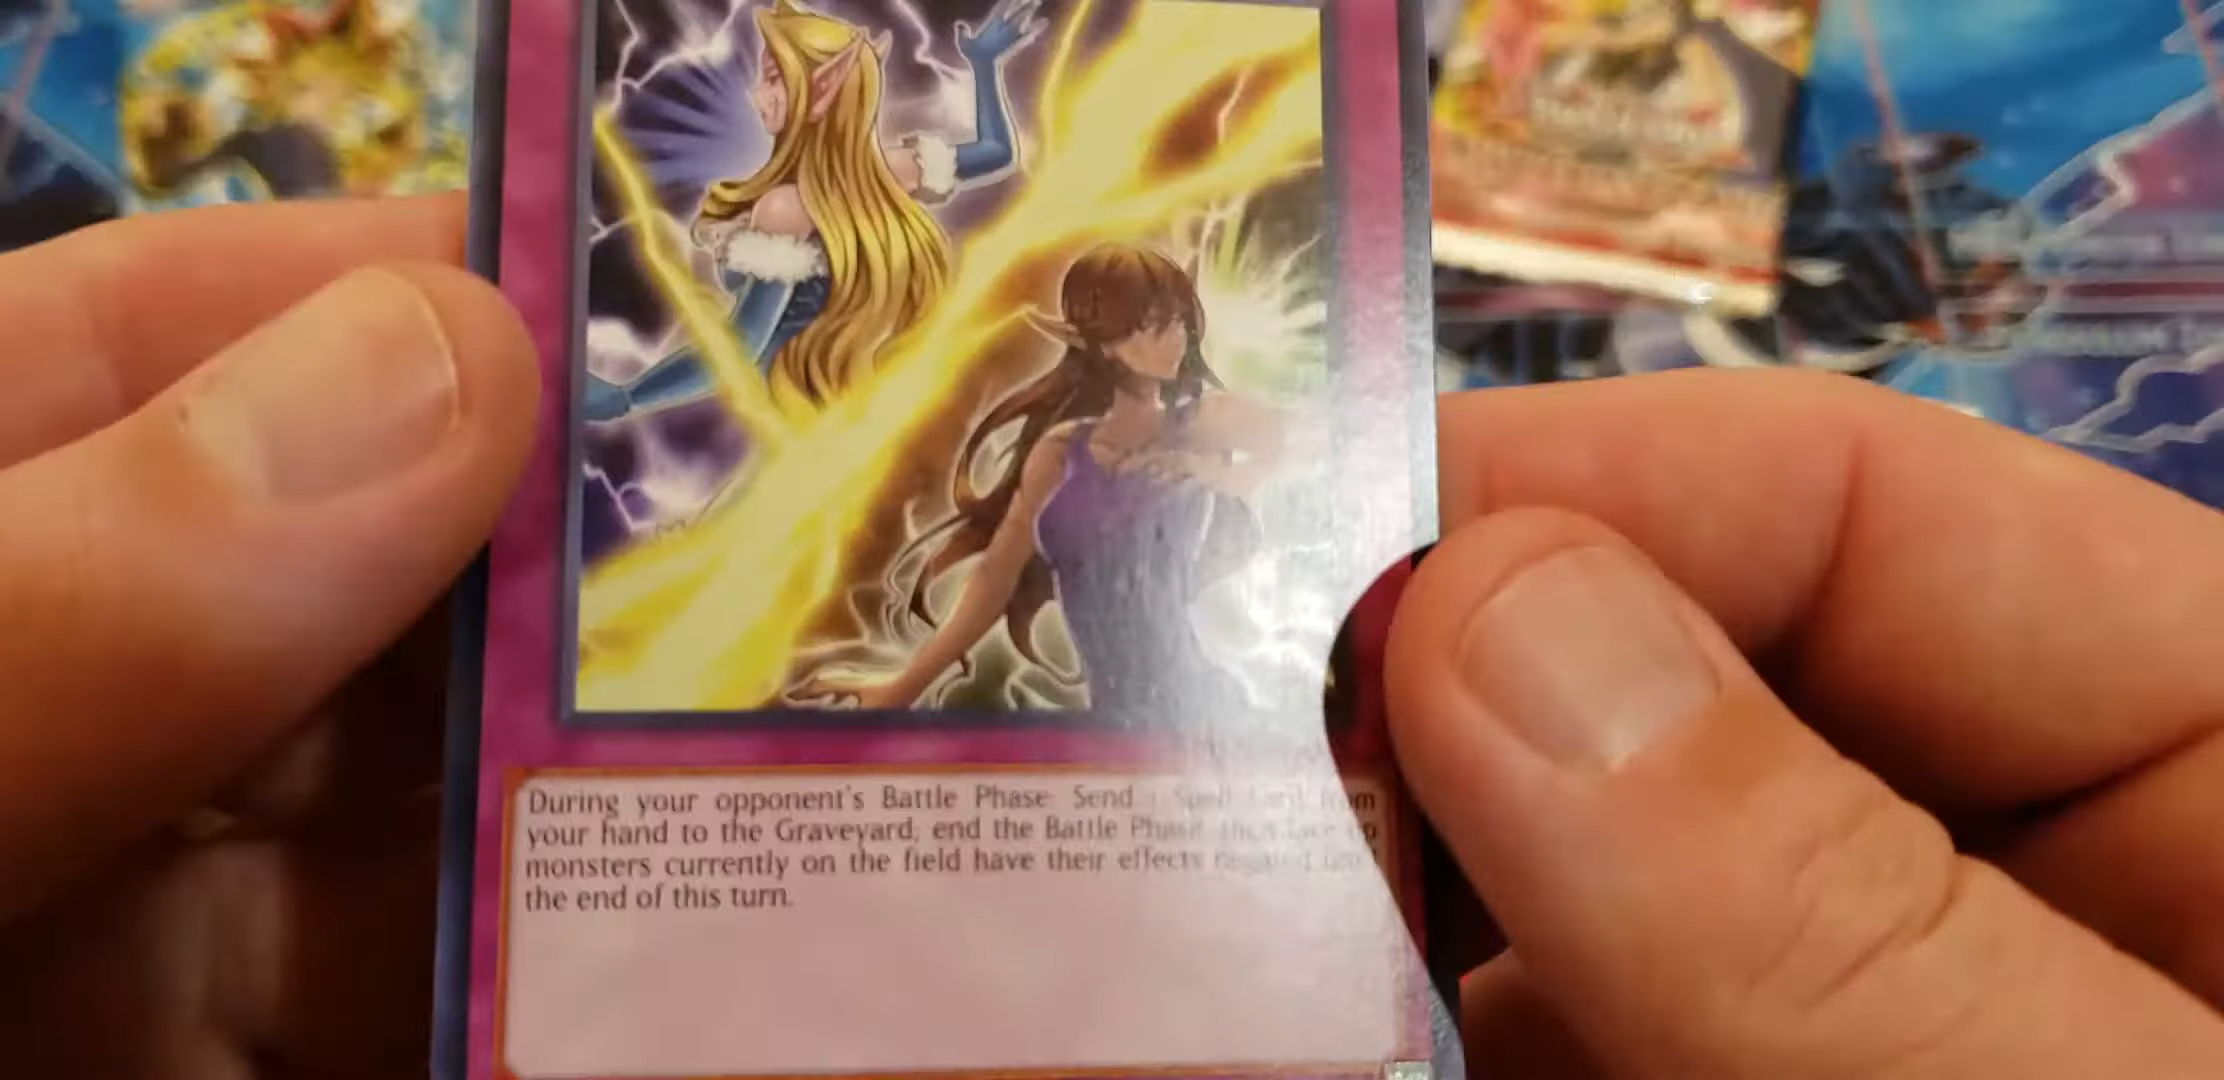 During your opponent's Battle Phase: Send 1 Spell Card from
your hand to the Graveyard; end the Battle Phase, then face-up
monsters currently on the field have their effects negated until
the end of this turn.